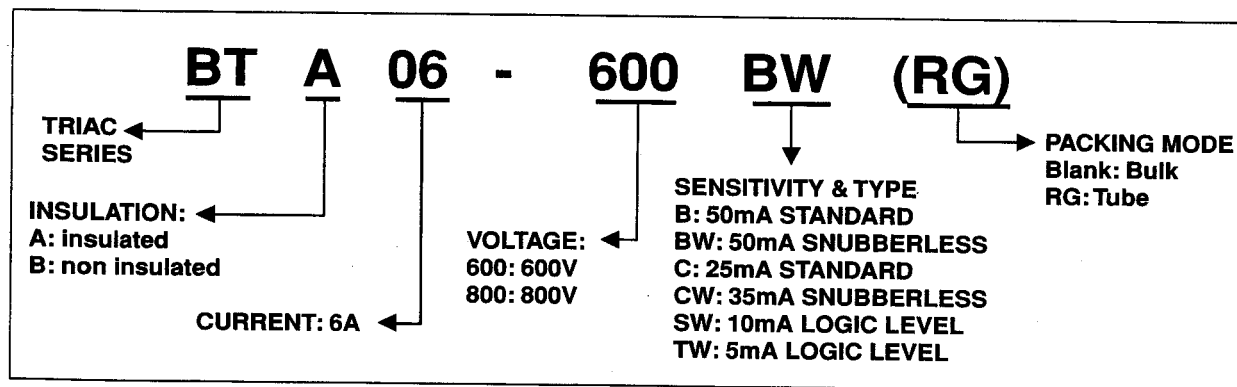 BT A 06 - 600 BW (RG)
TRIAC
SERIES
INSULATION:
A: insulated
B: non insulated
CURRENT: 6A
VOLTAGE:
600: 600V
800: 800V
SENSITIVITY & TYPE
B: 50mA STANDARD
BW: 50mA SNUBBERLESS
C: 25mA STANDARD
CW: 35mA SNUBBERLESS
SW: 10mA LOGIC LEVEL
TW: 5mA LOGIC LEVEL
PACKING MODE
Blank: Bulk
RG: Tube